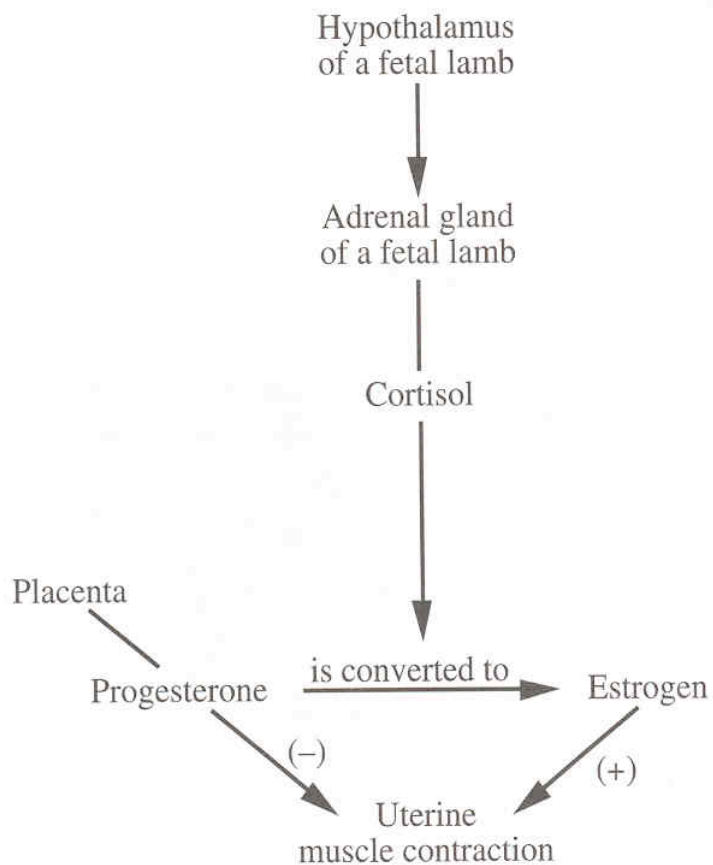 Hypothalamus
of a fetal lamb
Adrenal gland
of a fetal lamb
Cortisol
Placenta
Progesterone
is converted to
Estrogen
(–)
(+)
Uterine
muscle contraction